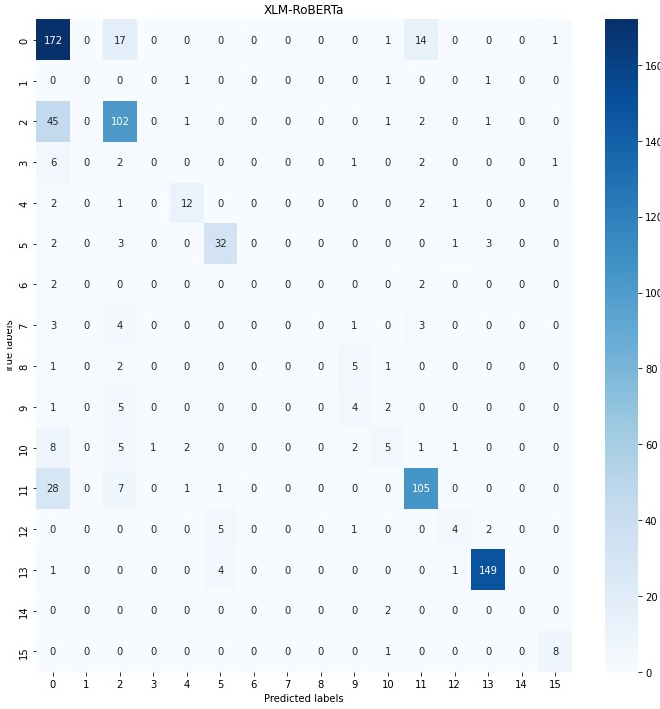 XLM-RoBERTa
0 172 0 17 0 0 0 0 0 0 0 1 14 0 0 0 1
1 0 0 0 0 1 0 0 0 0 0 1 0 0 1 0 0
2 45 0 102 0 1 0 0 0 0 0 1 2 0 1 0 0
3 6 0 2 0 0 0 0 0 0 1 0 2 0 0 0 1
4 2 0 1 0 12 0 0 0 0 0 0 2 1 0 0 0
5 2 0 3 0 0 32 0 0 0 0 0 0 1 3 0 0
6 2 0 0 0 0 0 0 0 0 0 0 2 0 0 0 0
7 3 0 4 0 0 0 0 0 0 1 0 3 0 0 0 0
8 1 0 2 0 0 0 0 0 0 5 1 0 0 0 0 0
9 1 0 5 0 0 0 0 0 0 4 2 0 0 0 0 0
10 8 0 5 1 2 0 0 0 0 2 5 1 1 0 0 0
11 28 0 7 0 1 1 0 0 0 0 0 105 0 0 0 0
12 0 0 0 0 0 5 0 0 0 1 0 0 4 2 0 0
13 1 0 0 0 0 4 0 0 0 0 0 0 1 149 0 0
14 0 0 0 0 0 0 0 0 0 0 2 0 0 0 0 0
15 0 0 0 0 0 0 0 0 0 0 1 0 0 0 0 8
0 1 2 3 4 5 6 7 8 9 10 11 12 13 14 15
Predicted labels
True labels
160
140
120
100
80
60
40
20
0